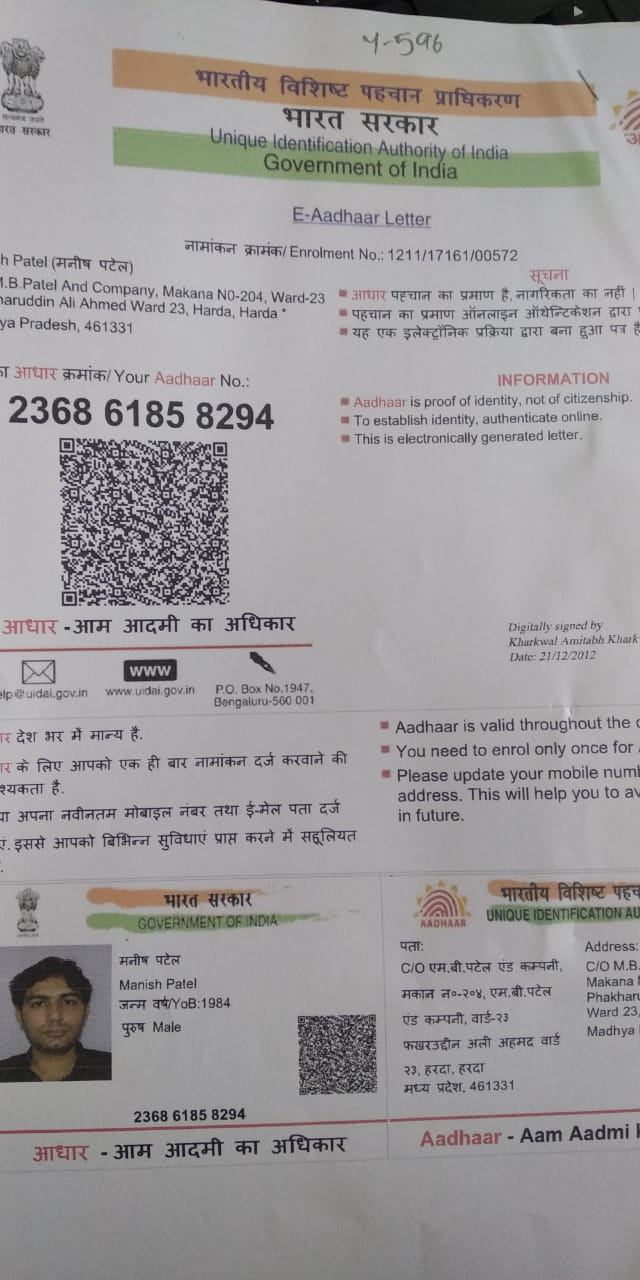 4-596
सत्यमेव जयते
भारत सरकार
भारतीय विशिष्ट पहचान प्राधिकरण
भारत सरकार
Unique Identification Authority of India
Government of India
E-Aadhaar Letter
नामांकन क्रामंक/ Enrolment No.: 1211/17161/00572
h Patel (मनीष पटेल)
M.B.Patel And Company, Makana N0-204, Ward-23
haruddin Ali Ahmed Ward 23, Harda, Harda *
ya Pradesh, 461331
सूचना
आधार पहचान का प्रमाण है, नागरिकता का नहीं |
पहचान का प्रमाण ऑनलाइन ऑथेन्टिकेशन द्वारा
यह एक इलेक्ट्रॉनिक प्रक्रिया द्वारा बना हुआ पत्र है
का आधार क्रमांक/ Your Aadhaar No.:
2368 6185 8294
INFORMATION
Aadhaar is proof of identity, not of citizenship.
To establish identity, authenticate online.
This is electronically generated letter.
आधार -आम आदमी का अधिकार
Digitally signed by
Kharkwal Amitabh Khark
Date: 21/12/2012
www
elp@uidai.gov.in
www.uidai.gov.in
P.O. Box No.1947,
Bengaluru-560 001
ार देश भर में मान्य है.
ार के लिए आपको एक ही बार नामांकन दर्ज करवाने की
श्यकता है.
या अपना नवीनतम मोबाइल नंबर तथा ई-मेल पता दर्ज
एं. इससे आपको बिभिन्न सुविधाएं प्राप्त करने में सहूलियत
Aadhaar is valid throughout the c
You need to enrol only once for
Please update your mobile numb
address. This will help you to av
in future.
भारत सरकार
GOVERNMENT OF INDIA
मनीष पटेल
Manish Patel
जन्म वर्ष/YoB:1984
पुरुष Male
2368 6185 8294
आधार - आम आदमी का अधिकार
AADHAAR
भारतीय विशिष्ट पहच
UNIQUE IDENTIFICATION AU
पता:
C/O एम.बी.पटेल एंड कम्पनी,
मकान न०-२०४, एम.बी.पटेल
एंड कम्पनी, वार्ड-२३
फखरउद्दीन अली अहमद वार्ड
२३, हरदा, हरदा
मध्य प्रदेश, 461331
Address:
C/O M.B.
Makana
Phakharu
Ward 23,
Madhya
Aadhaar - Aam Aadmi